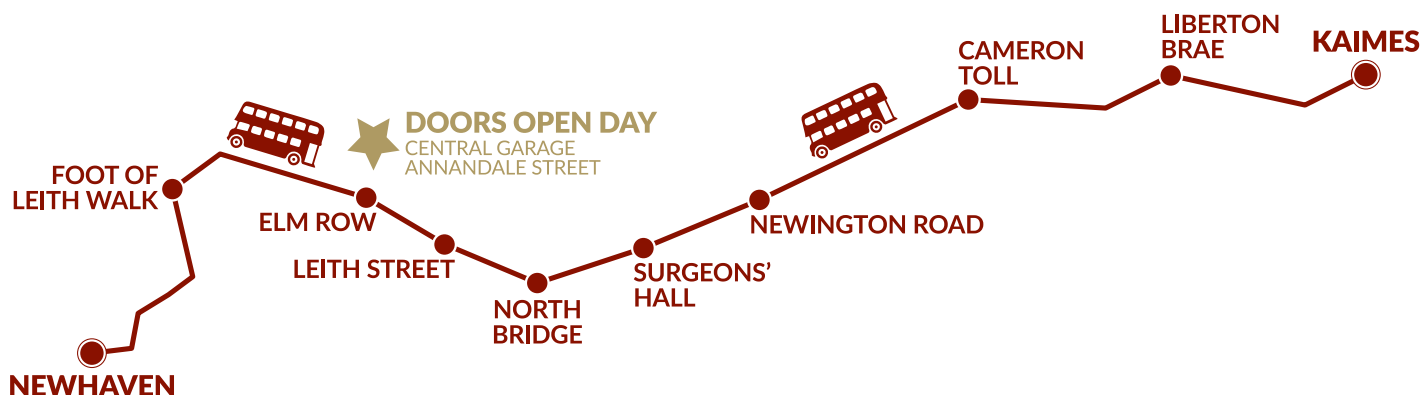 NEWHAVEN
FOOT OF
LEITH WALK
DOORS OPEN DAY
CENTRAL GARAGE
ANNANDALE STREET
ELM ROW
LEITH STREET
NORTH
BRIDGE
SURGEONS'
HALL
NEWINGTON ROAD
CAMERON
TOLL
LIBERTON
BRAE
KAIMES